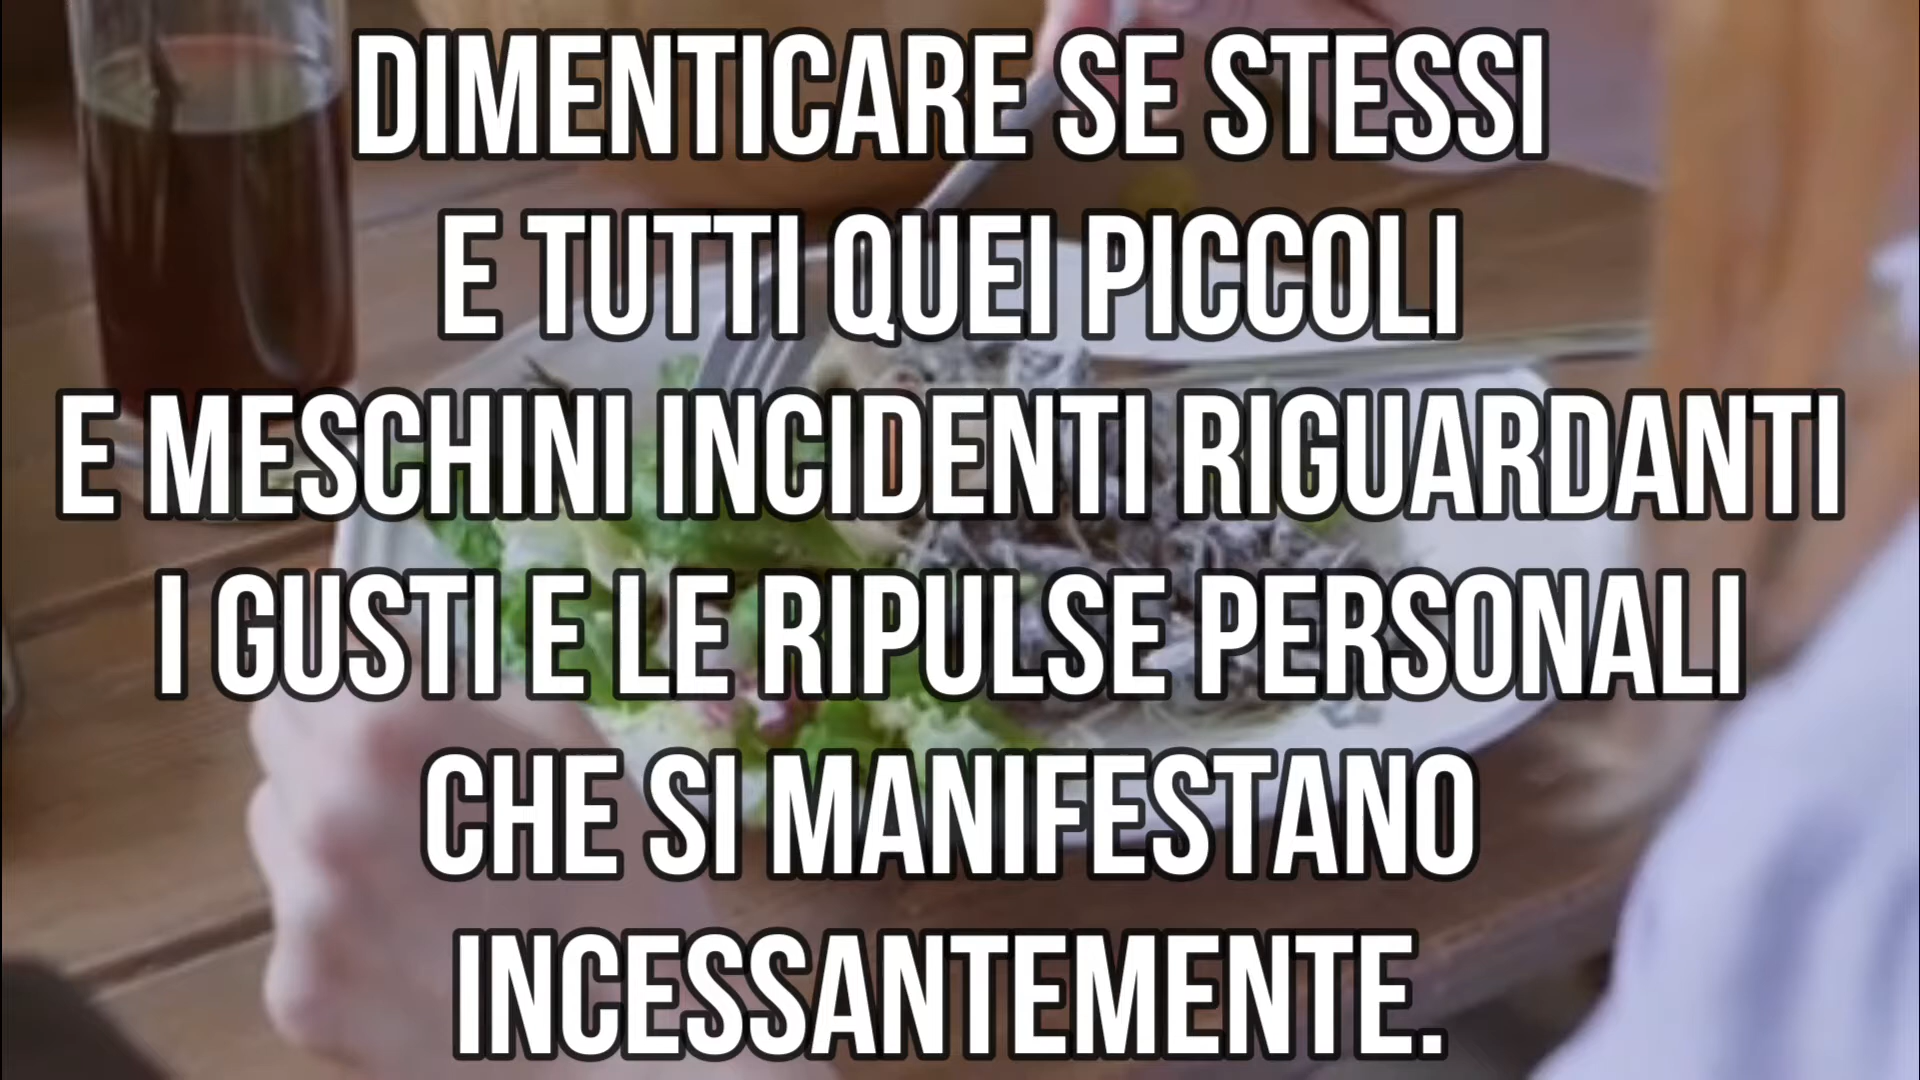 DIMENTICARE SE STESSI
E TUTTI QUEI PICCOLI
E MESCHINI INCIDENTI RIGUARDANTI
I GUSTI E LE RIPULSE PERSONALI
CHE SI MANIFESTANO
INCESSANTEMENTE.